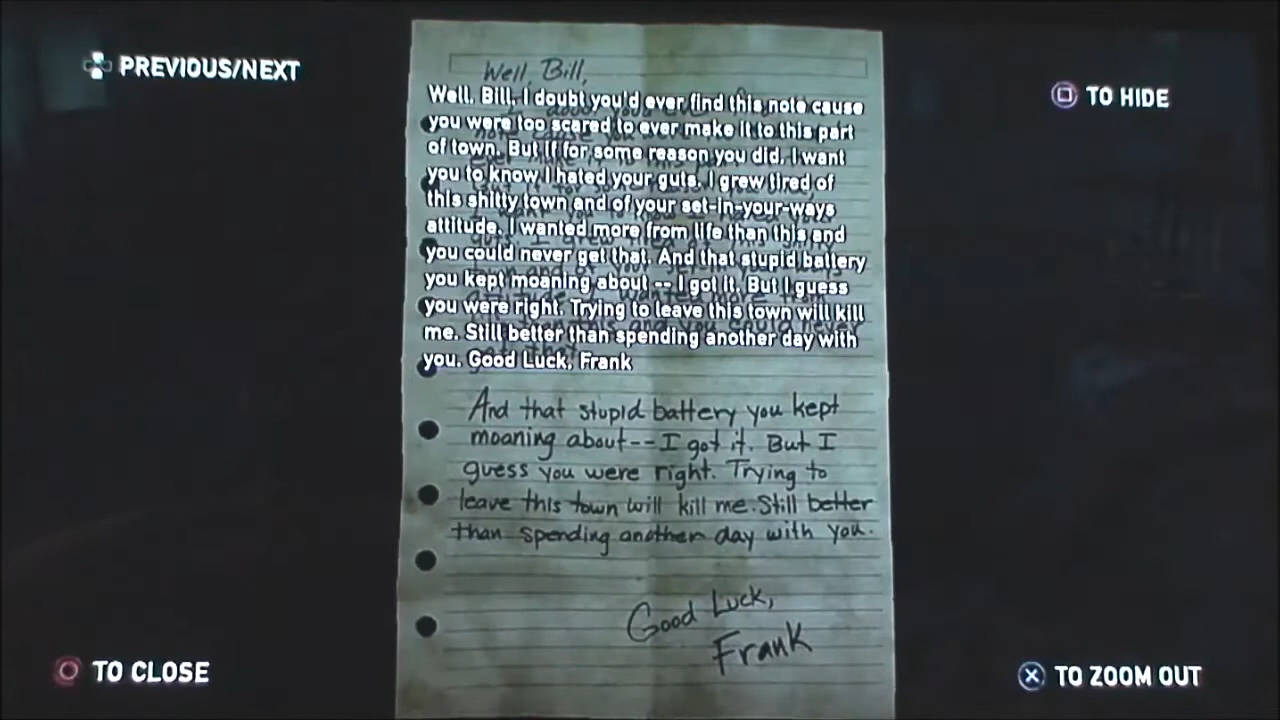 PREVIOUS/NEXT
TO HIDE
Well, Bill,
Well, Bill, I doubt you'd ever find this note cause
you were too scared to ever make it to this part
of town. But if for some reason you did, I want
you to know I hated your guts. I grew tired of
this shitty town and of your set-in-your-ways
attitude. I wanted more from life than this and
you could never get that. And that stupid battery
you kept moaning about -- I got it. But I guess
you were right. Trying to leave this town will kill
me. Still better than spending another day with
you. Good Luck, Frank
And that stupid battery you kept
moaning about--I got it. But I
guess you were right. Trying to
leave this town will kill me. Still better
than spending another day with you.
Good Luck,
Frank
TO CLOSE
TO ZOOM OUT